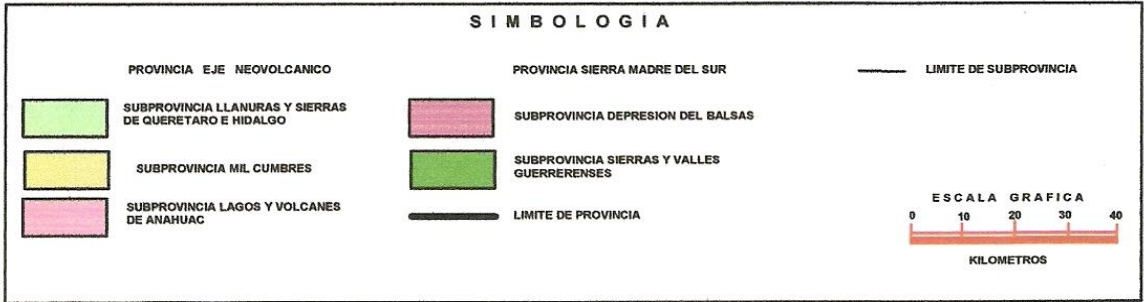 SIMBOLOGIA
PROVINCIA EJE NEOVOLCANICO
SUBPROVINCIA LLANURAS Y SIERRAS
DE QUERETARO E HIDALGO
SUBPROVINCIA MIL CUMBRES
SUBPROVINCIA LAGOS Y VOLCANES
DE ANAHUAC
PROVINCIA SIERRA MADRE DEL SUR
SUBPROVINCIA DEPRESION DEL BALSAS
SUBPROVINCIA SIERRAS Y VALLES
GUERRERENSES
LIMITE DE PROVINCIA
LIMITE DE SUBPROVINCIA
ESCALA GRAFICA
0 10 20 30 40
KILOMETROS